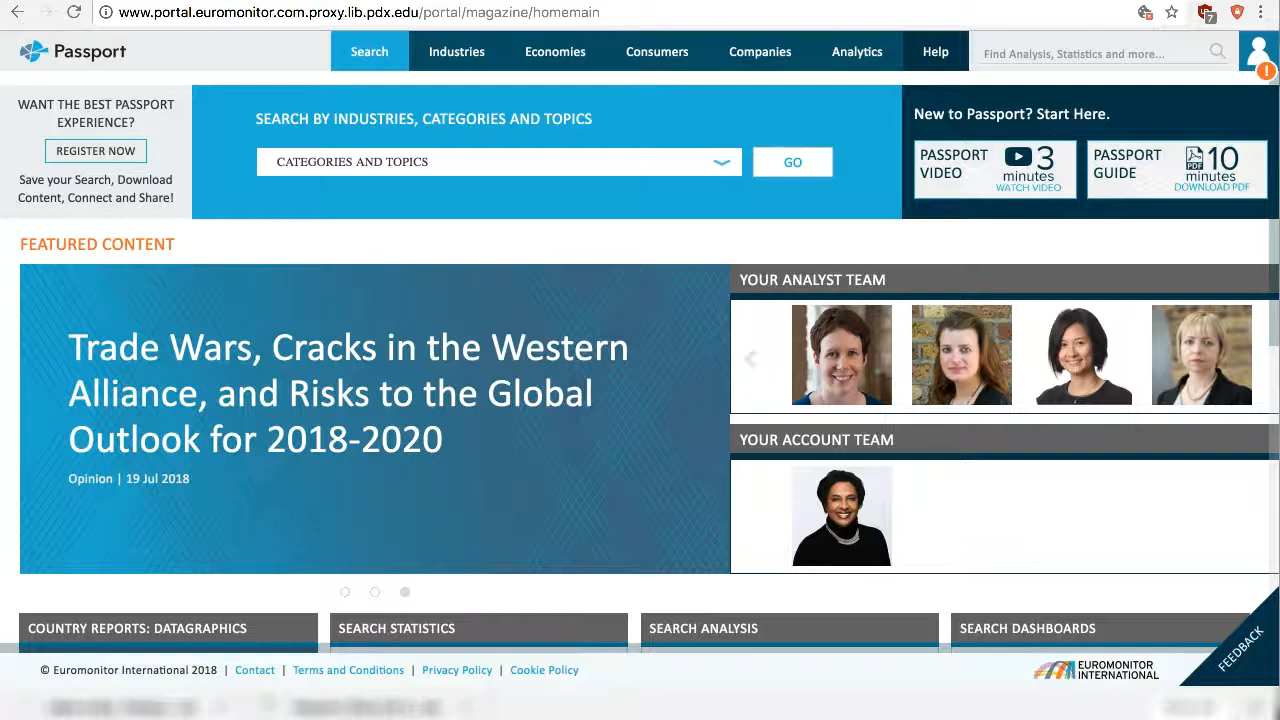 www.portal.euromonitor.com.proxy.lib.pdx.edu/portal/magazine/homemain
7
Passport
Search
Industries
Economies
Consumers
Companies
Analytics
Help
Find Analysis, Statistics and more...
!
WANT THE BEST PASSPORT
EXPERIENCE?
REGISTER NOW
Save your Search, Download
Content, Connect and Share!
SEARCH BY INDUSTRIES, CATEGORIES AND TOPICS
CATEGORIES AND TOPICS
GO
New to Passport? Start Here.
PASSPORT
VIDEO
3
minutes
WATCH VIDEO
PASSPORT
GUIDE
PDF
10
minutes
DOWNLOAD PDF
FEATURED CONTENT
Trade Wars, Cracks in the Western
Alliance, and Risks to the Global
Outlook for 2018-2020
Opinion | 19 Jul 2018
YOUR ANALYST TEAM
YOUR ACCOUNT TEAM
COUNTRY REPORTS: DATAGRAPHICS
SEARCH STATISTICS
SEARCH ANALYSIS
SEARCH DASHBOARDS
FEEDBACK
© Euromonitor International 2018 | Contact | Terms and Conditions | Privacy Policy | Cookie Policy
EUROMONITOR
INTERNATIONAL